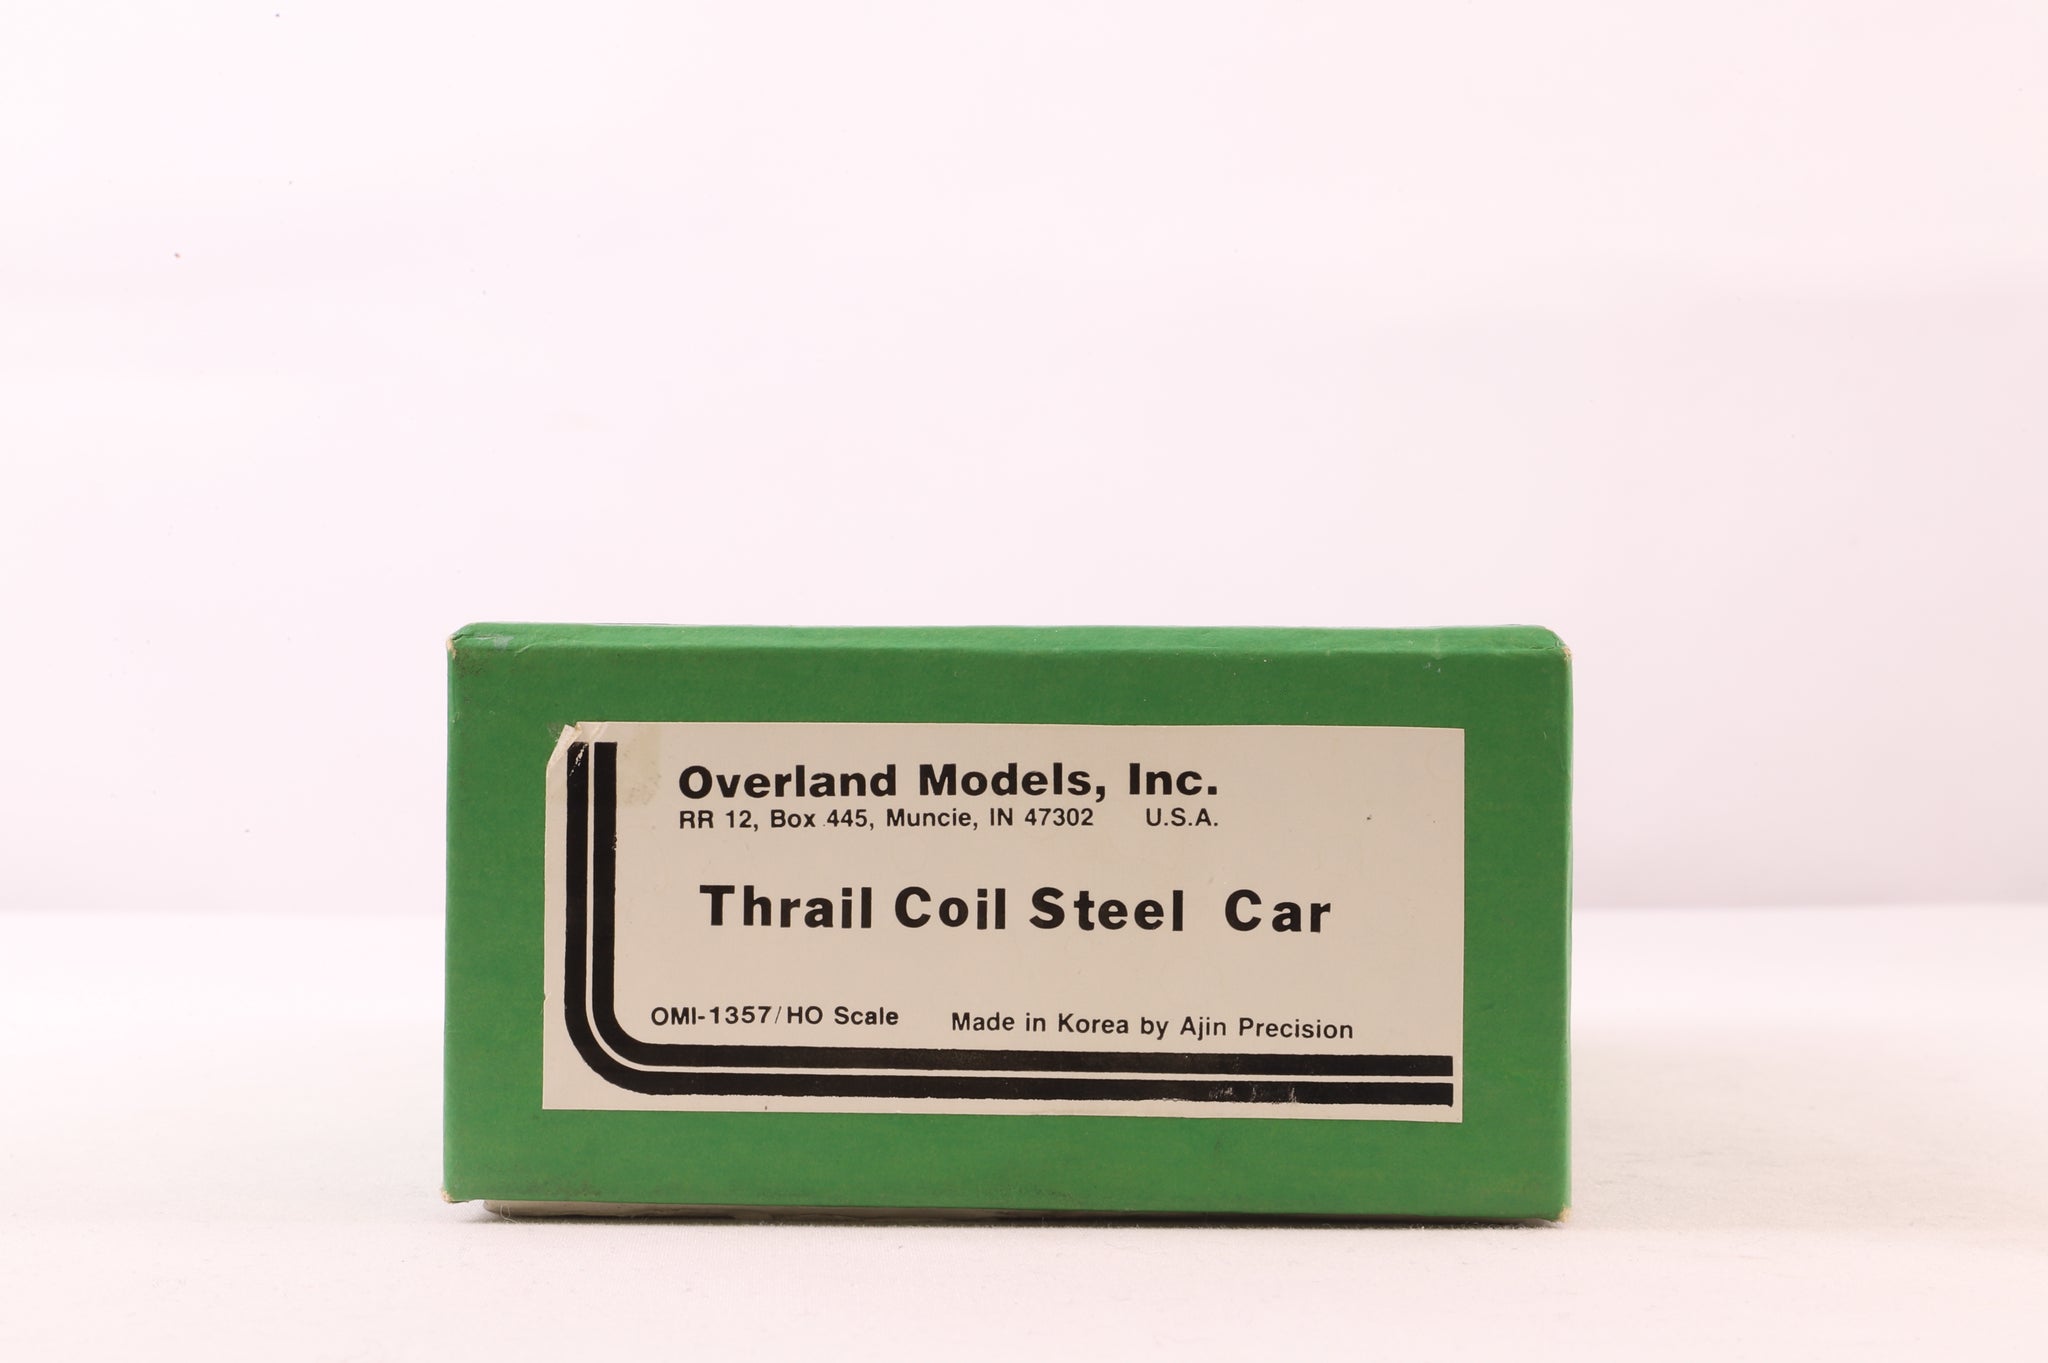 Overland Models, Inc.
RR 12, Box 445, Muncie, IN 47302 U.S.A.
Thrail Coil Steel Car
OMI-1357/HO Scale Made in Korea by Ajin Precision